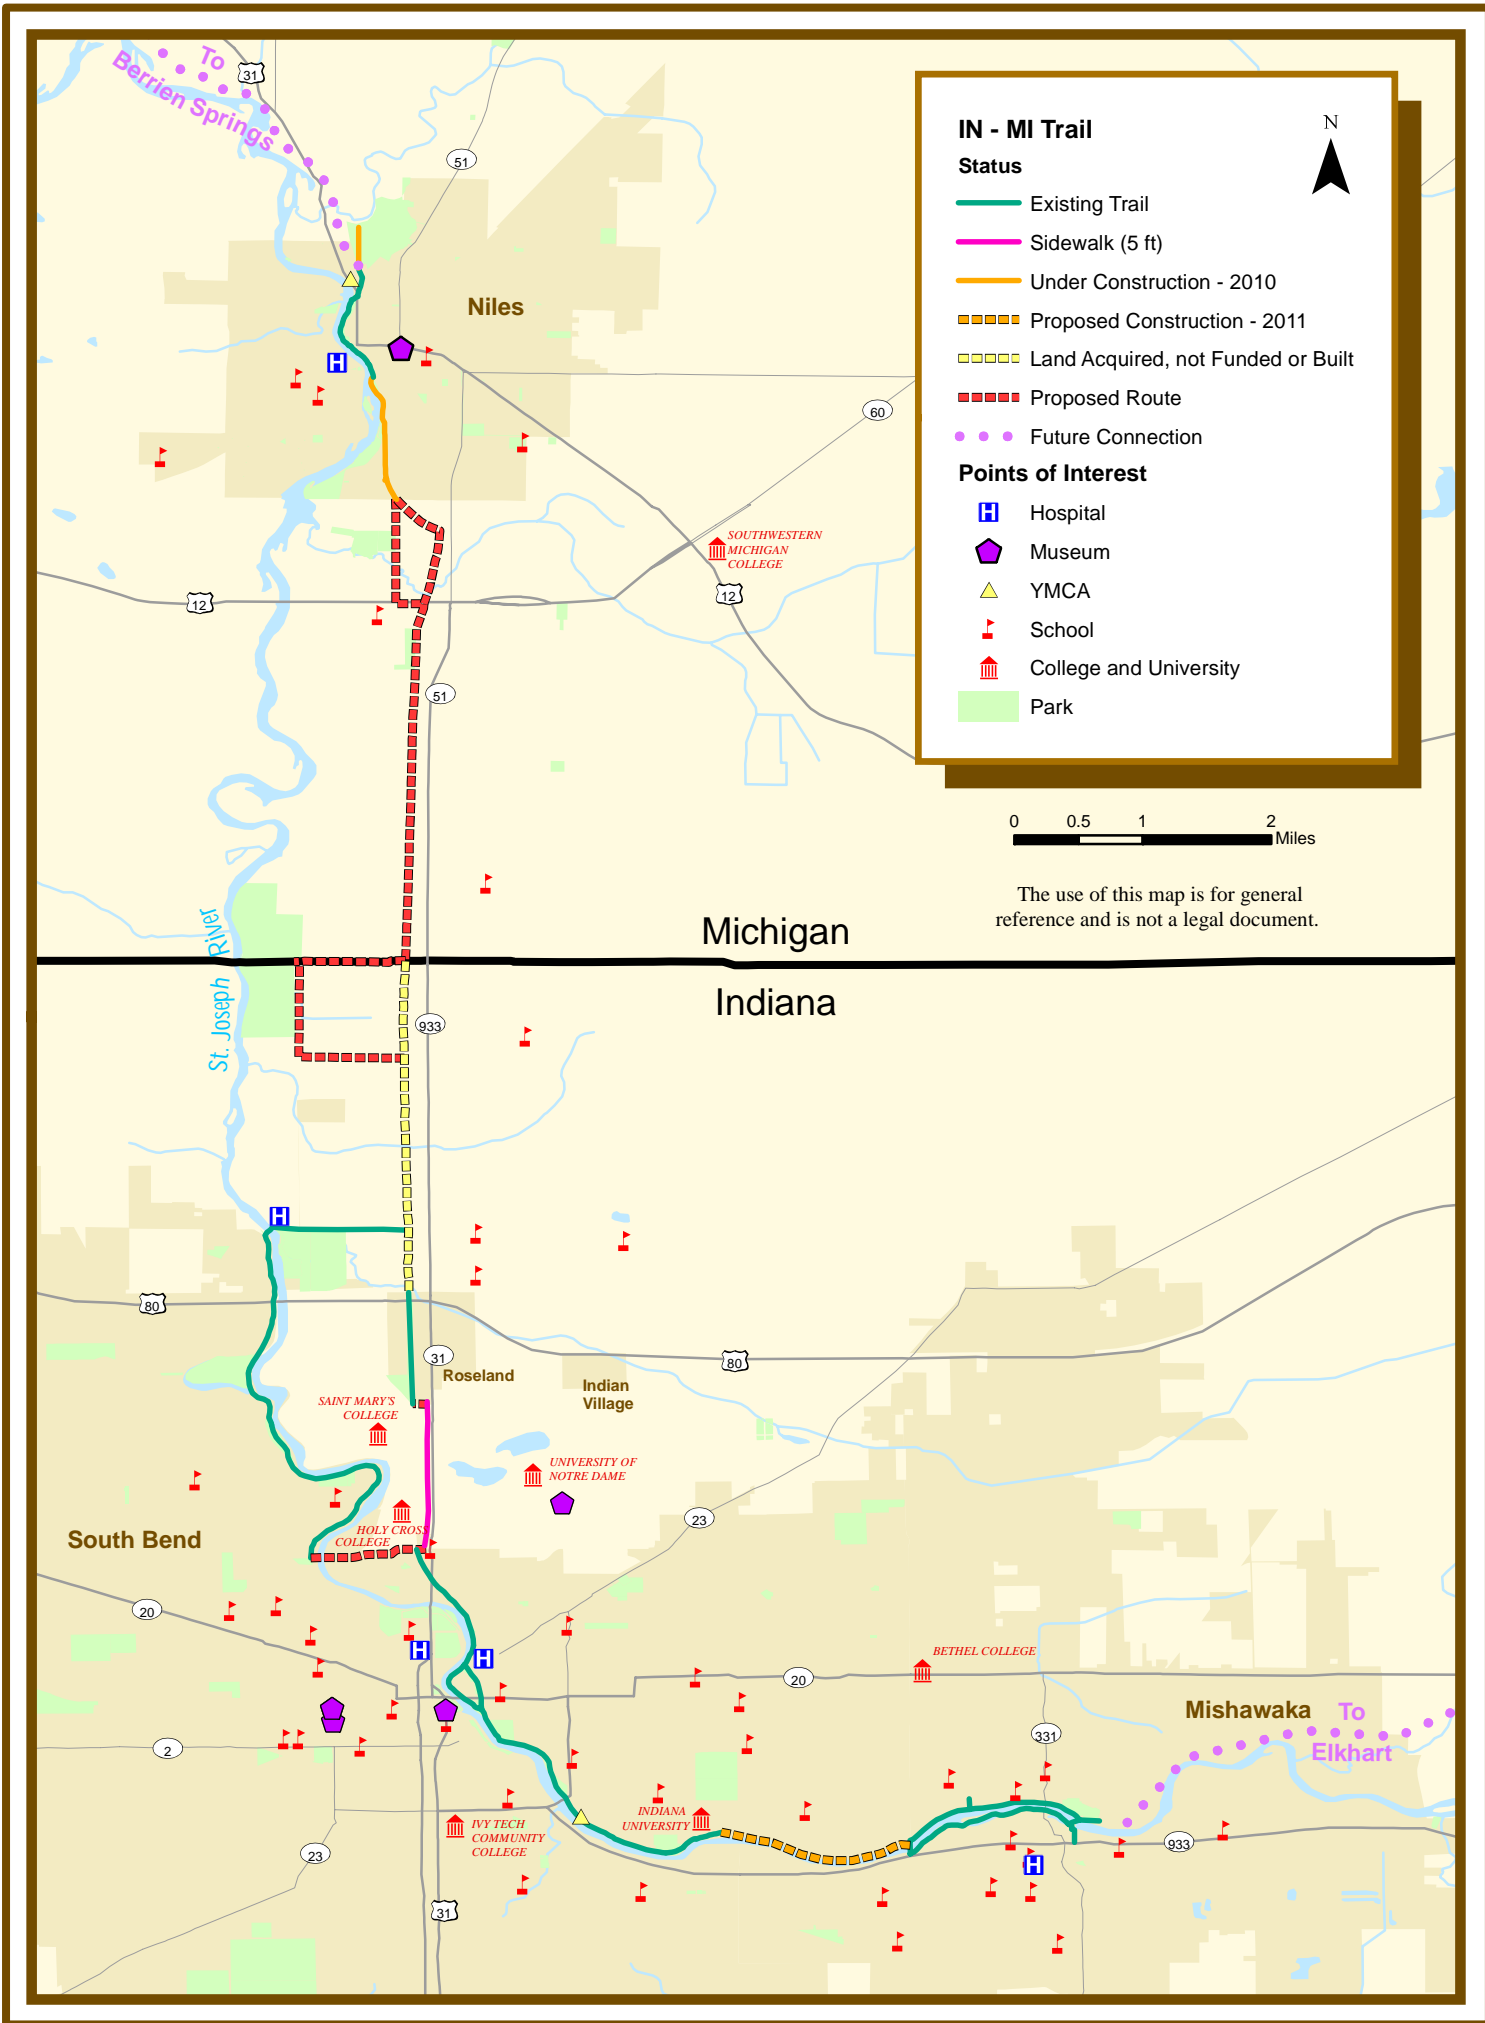 To
Berrien Springs
31
51
Niles
60
SOUTHWESTERN
MICHIGAN
COLLEGE
12
12
51
IN - MI Trail
N
Status
Existing Trail
Sidewalk (5 ft)
Under Construction - 2010
Proposed Construction - 2011
Land Acquired, not Funded or Built
Proposed Route
Future Connection
Points of Interest
H Hospital
Museum
YMCA
School
College and University
Park
0 0.5 1 2
Miles
The use of this map is for general
reference and is not a legal document.
Michigan
Indiana
St. Joseph River
933
H
H
80
80
31
Roseland
Indian
Village
SAINT MARY'S
COLLEGE
UNIVERSITY OF
NOTRE DAME
23
South Bend
HOLY CROSS
COLLEGE
20
H
H
BETHEL COLLEGE
20
Mishawaka
To
Elkhart
331
2
INDIANA
UNIVERSITY
IVY TECH
COMMUNITY
COLLEGE
933
23
H
31